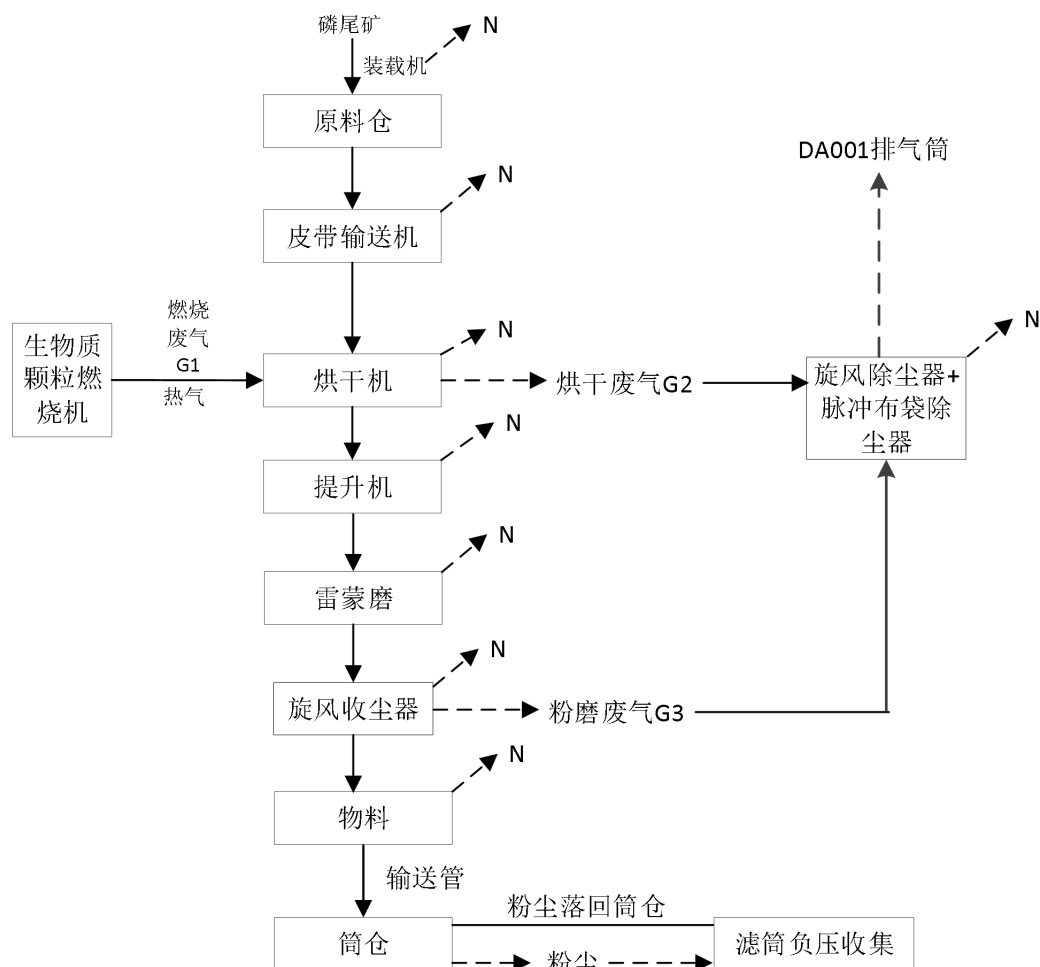 磷尾矿
N
装载机
原料仓
DA001排气筒
N
皮带输送机
燃烧
废气
G1
热气
生物质
颗粒燃
烧机
N
烘干机
烘干废气G2
N
旋风除尘器+
脉冲布袋除
尘器
N
提升机
N
雷蒙磨
N
旋风收尘器
粉磨废气G3
N
物料
输送管
粉尘落回筒仓
筒仓
粉尘
滤筒负压收集